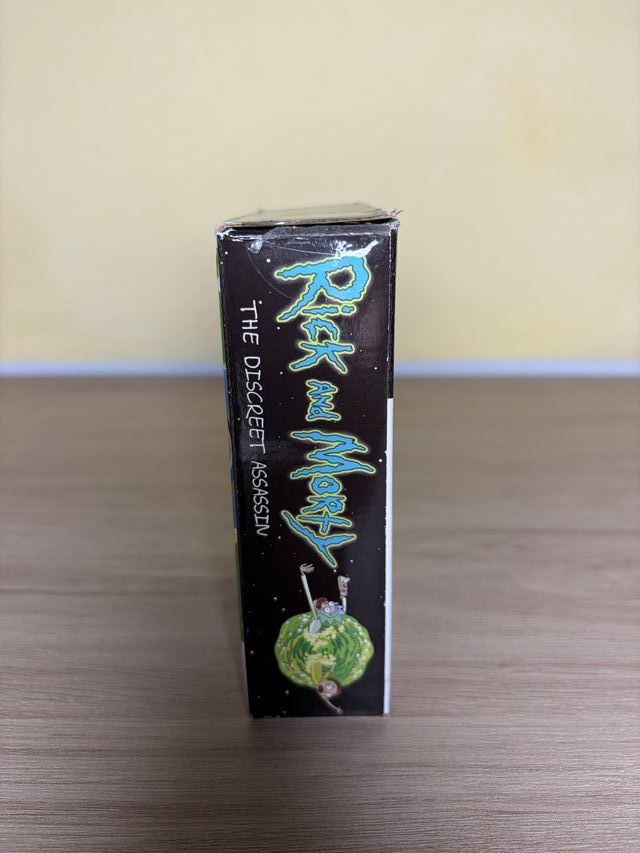 Rick and Morty
THE DISCREET ASSASSIN